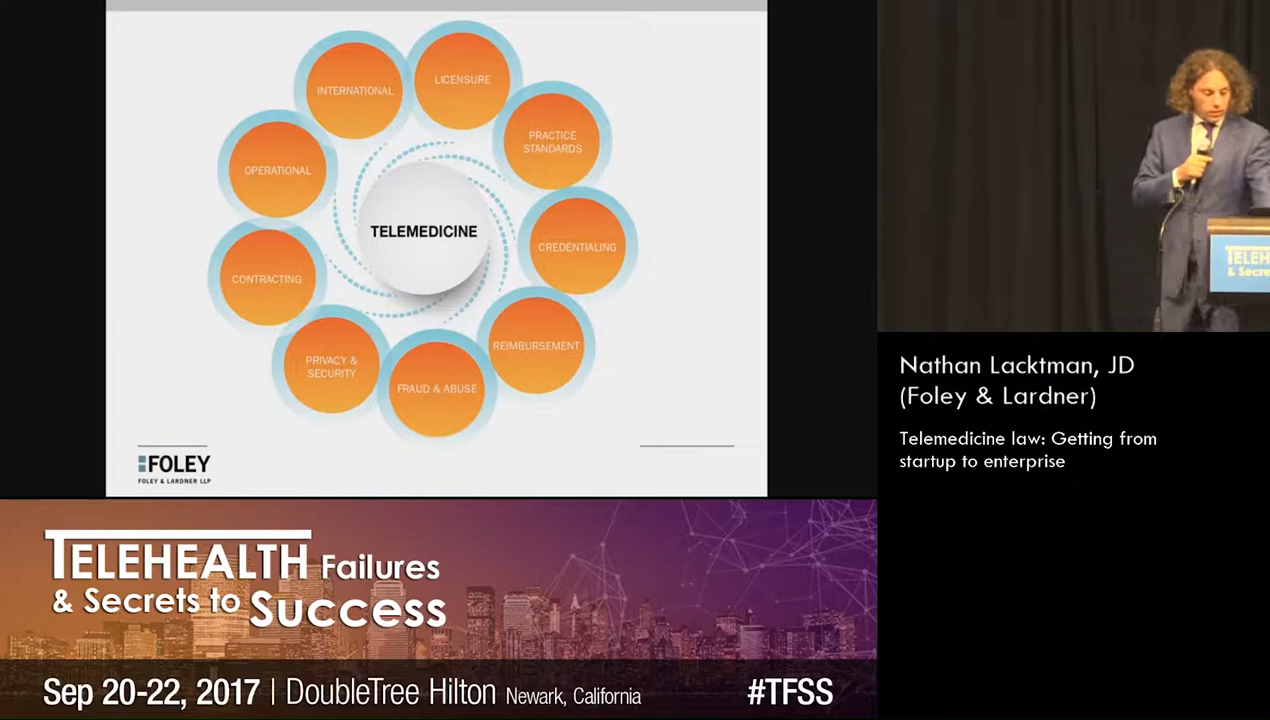 INTERNATIONAL
LICENSURE
PRACTICE
STANDARDS
OPERATIONAL
TELEMEDICINE
CREDENTIALING
CONTRACTING
REIMBURSEMENT
PRIVACY &
SECURITY
FRAUD & ABUSE
FOLEY
FOLEY & LARDNER LLP
TELEH
& Secre
Nathan Lacktman, JD
(Foley & Lardner)
Telemedicine law: Getting from
startup to enterprise
TELEHEALTH Failures
& Secrets to Success
Sep 20-22, 2017 | DoubleTree Hilton Newark, California #TFSS